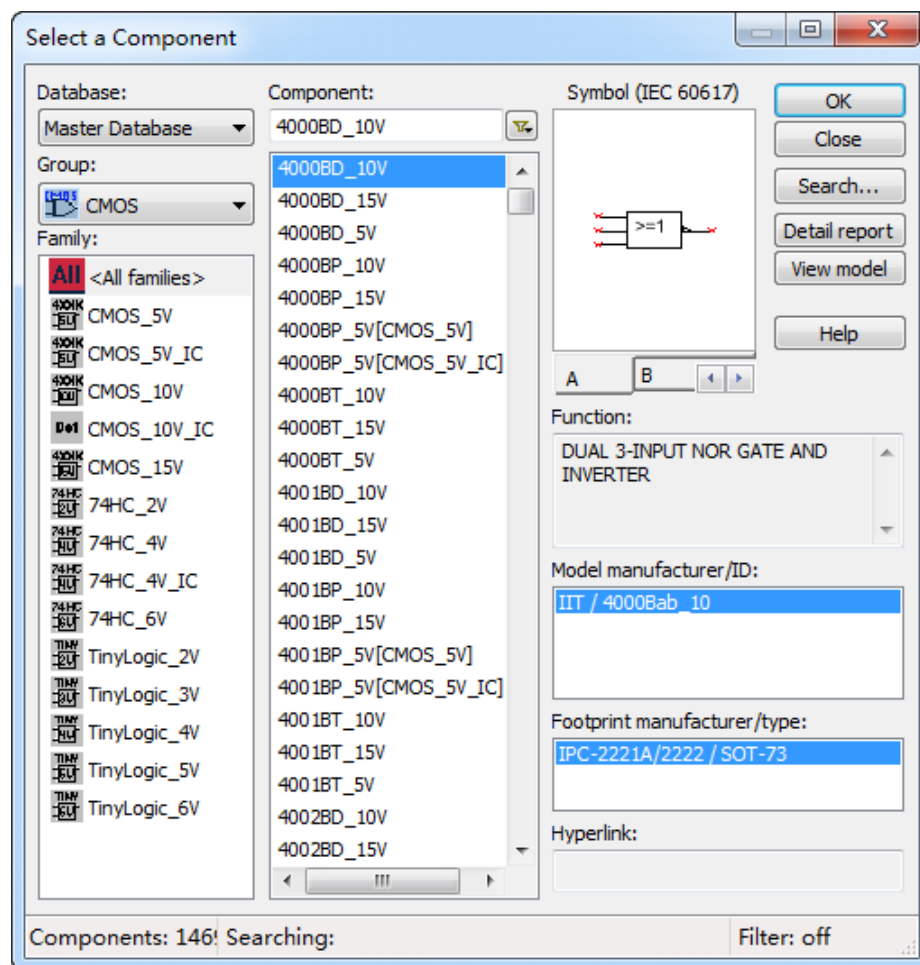 Select a Component
Database:
Master Database
Group:
CMOS
Family:
All <All families>
CMOS_5V
CMOS_5V_IC
CMOS_10V
CMOS_10V_IC
CMOS_15V
74HC_2V
74HC_4V
74HC_4V_IC
74HC_6V
TinyLogic_2V
TinyLogic_3V
TinyLogic_4V
TinyLogic_5V
TinyLogic_6V
Component:
4000BD_10V
4000BD_10V
4000BD_15V
4000BD_5V
4000BP_10V
4000BP_15V
4000BP_5V[CMOS_5V]
4000BP_5V[CMOS_5V_IC]
4000BT_10V
4000BT_15V
4000BT_5V
4001BD_10V
4001BD_15V
4001BD_5V
4001BP_10V
4001BP_15V
4001BP_5V[CMOS_5V]
4001BP_5V[CMOS_5V_IC]
4001BT_10V
4001BT_15V
4001BT_5V
4002BD_10V
4002BD_15V
Symbol (IEC 60617)
>=1
A B
Function:
DUAL 3-INPUT NOR GATE AND
INVERTER
Model manufacturer/ID:
IIT / 4000Bab_10
Footprint manufacturer/type:
IPC-2221A/2222 / SOT-73
Hyperlink:
OK
Close
Search...
Detail report
View model
Help
Components: 146
Searching:
Filter: off